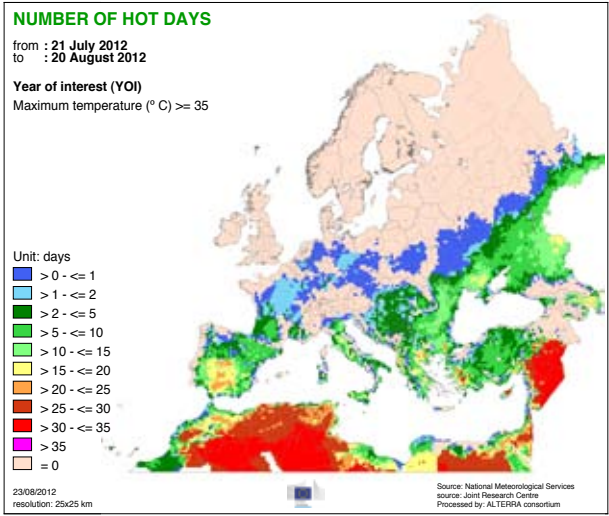 NUMBER OF HOT DAYS
from : 21 July 2012
to : 20 August 2012
Year of interest (YOI)
Maximum temperature (º C) >= 35
Unit: days
> 0 - <= 1
> 1 - <= 2
> 2 - <= 5
> 5 - <= 10
> 10 - <= 15
> 15 - <= 20
> 20 - <= 25
> 25 - <= 30
> 30 - <= 35
> 35
= 0
23/08/2012
resolution: 25x25 km
Source: National Meteorological Services
source: Joint Research Centre
Processed by: ALTERRA consortium